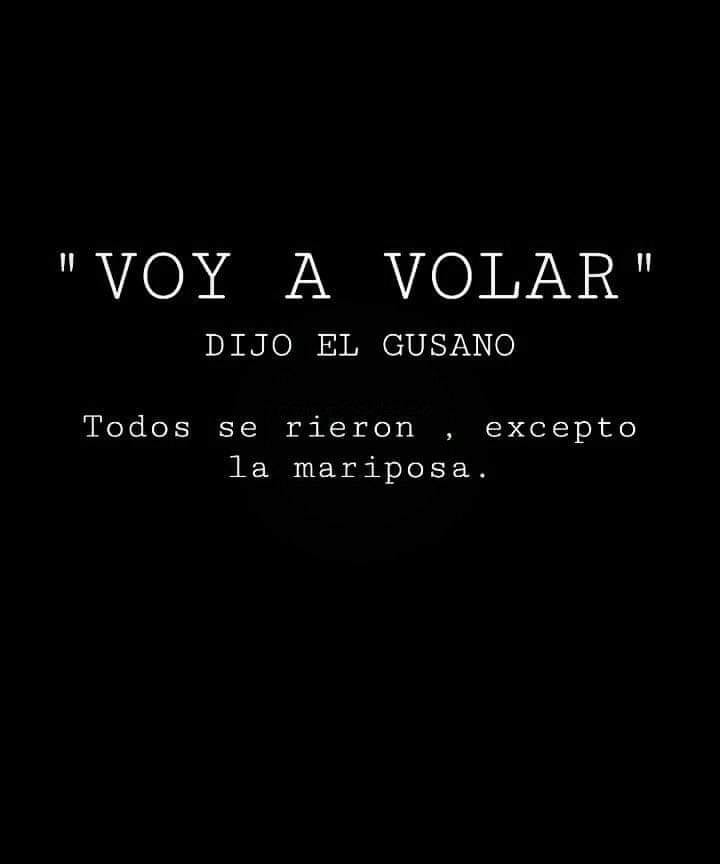 "VOY A VOLAR"
DIJO EL GUSANO
Todos se rieron , excepto
la mariposa.